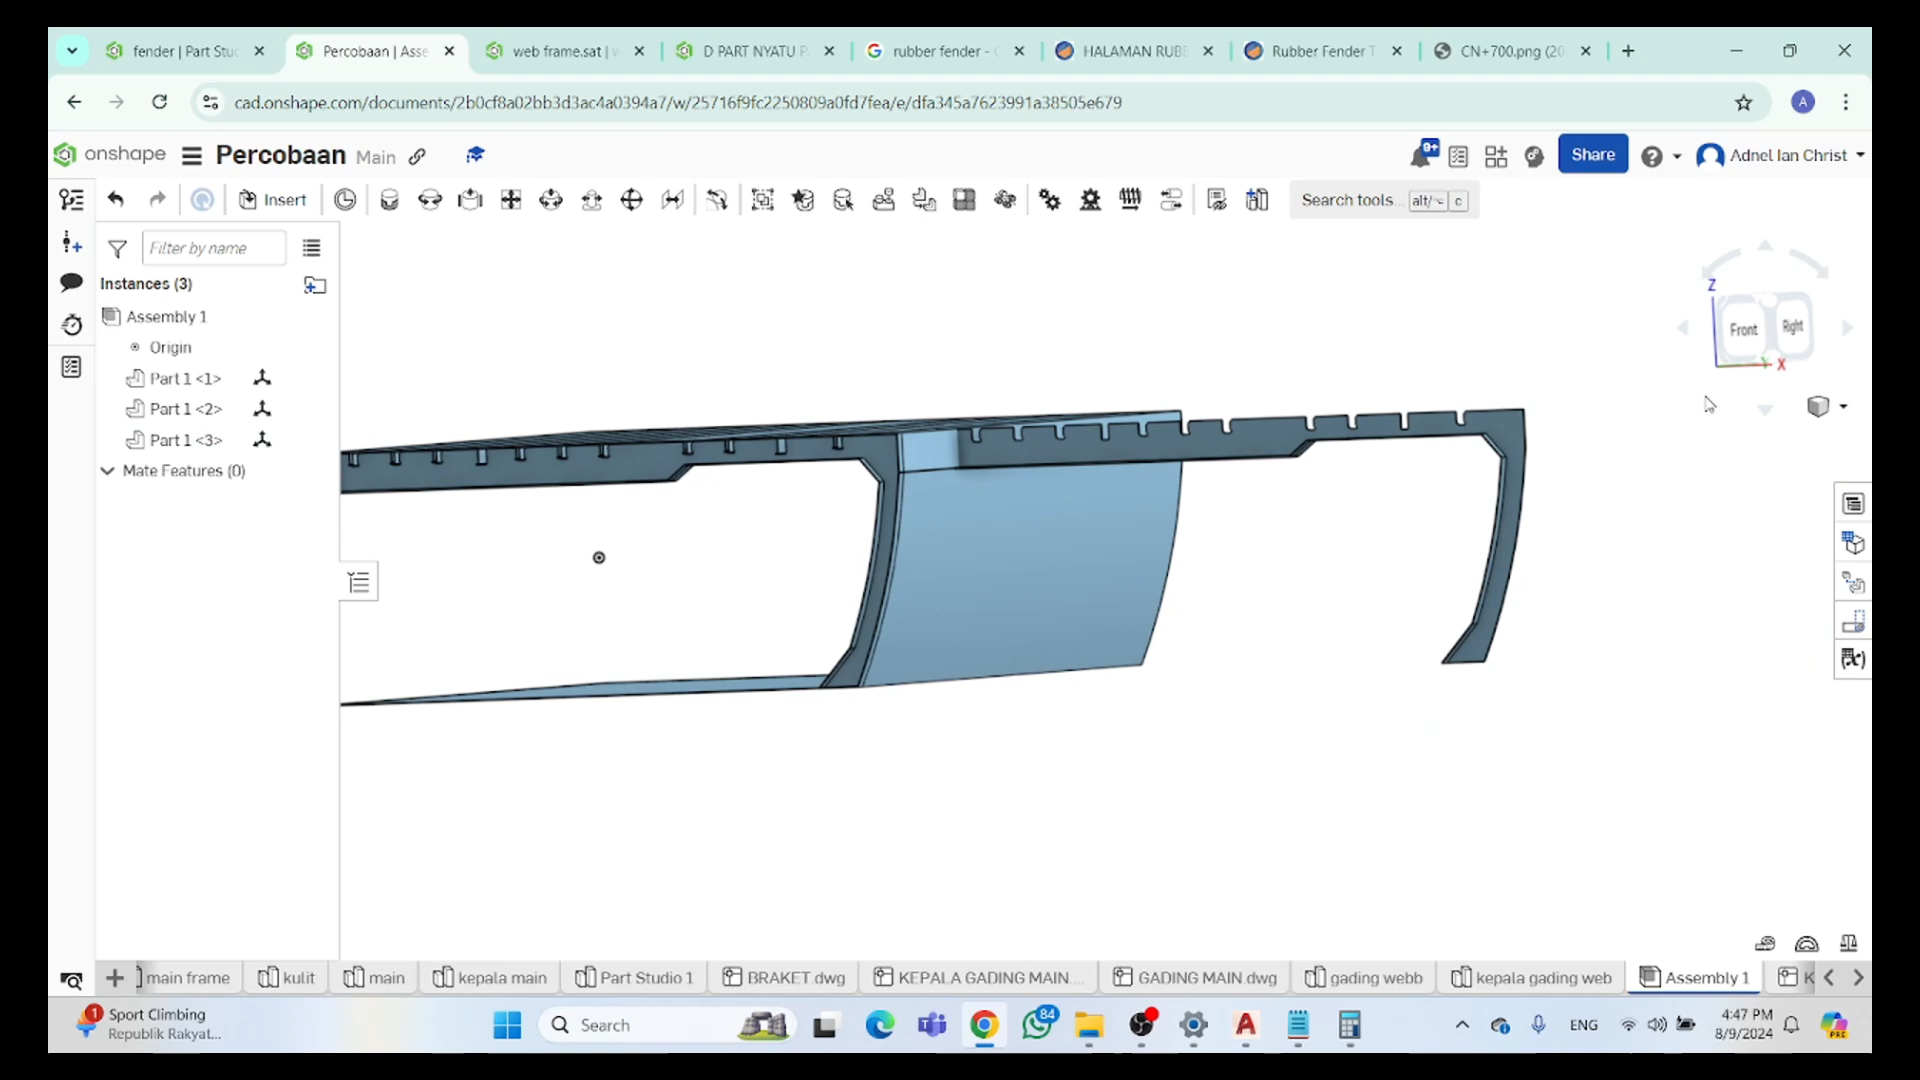 fender | Part Stu
Percobaan | Asse
web frame.sat |
D PART NYATU P
rubber fender -
HALAMAN RUB
Rubber Fender T
CN+700.png (20
cad.onshape.com/documents/2b0cf8a02bb3d3ac4a0394a7/w/25716f9fc2250809a0fd7fea/e/dfa345a7623991a38505e679
A
onshape
Percobaan
Main
9+
Share
Adnel Ian Christ
Insert
Search tools...
alt/⌥ c
Filter by name
Instances (3)
Assembly 1
Origin
Part 1 <1>
Part 1 <2>
Part 1 <3>
Mate Features (0)
Z
Front
Right
X
main frame
kulit
main
kepala main
Part Studio 1
BRAKET dwg
KEPALA GADING MAIN....
GADING MAIN.dwg
gading webb
kepala gading web
Assembly 1
K
1
Sport Climbing
Republik Rakyat...
Search
84
ENG
4:47 PM
8/9/2024
PRE